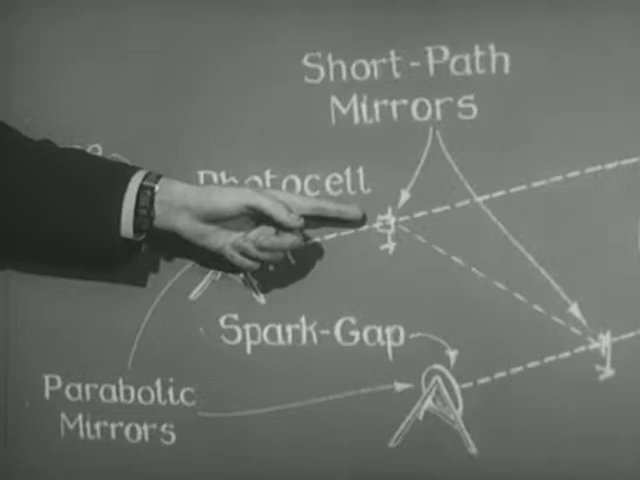 Short-Path
Mirrors
Photocell
Spark-Gap
Parabolic
Mirrors